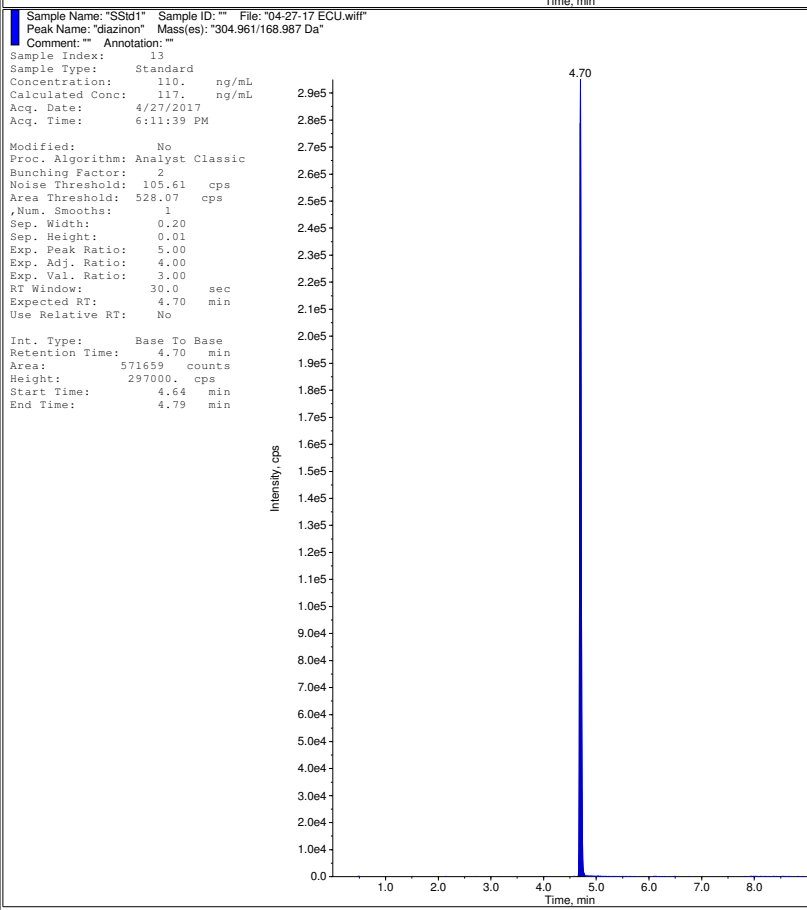 Time, min
Sample Name: "SStd1" Sample ID: "" File: "04-27-17 ECU.wiff"
Peak Name: "diazinon" Mass(es): "304.961/168.987 Da"
Comment: "" Annotation: ""
Sample Index: 13
Sample Type: Standard
Concentration: 110. ng/mL
Calculated Conc: 117. ng/mL
Acq. Date: 4/27/2017
Acq. Time: 6:11:39 PM
Modified: No
Proc. Algorithm: Analyst Classic
Bunching Factor: 2
Noise Threshold: 105.61 cps
Area Threshold: 528.07 cps
,Num. Smooths: 1
Sep. Width: 0.20
Sep. Height: 0.01
Exp. Peak Ratio: 5.00
Exp. Adj. Ratio: 4.00
Exp. Val. Ratio: 3.00
RT Window: 30.0 sec
Expected RT: 4.70 min
Use Relative RT: No
Int. Type: Base To Base
Retention Time: 4.70 min
Area: 571659 counts
Height: 297000. cps
Start Time: 4.64 min
End Time: 4.79 min
4.70
2.9e5
2.8e5
2.7e5
2.6e5
2.5e5
2.4e5
2.3e5
2.2e5
2.1e5
2.0e5
1.9e5
1.8e5
1.7e5
1.6e5
1.5e5
1.4e5
1.3e5
1.2e5
1.1e5
1.0e5
9.0e4
8.0e4
7.0e4
6.0e4
5.0e4
4.0e4
3.0e4
2.0e4
1.0e4
0.0
Intensity, cps
1.0 2.0 3.0 4.0 5.0 6.0 7.0 8.0
Time, min